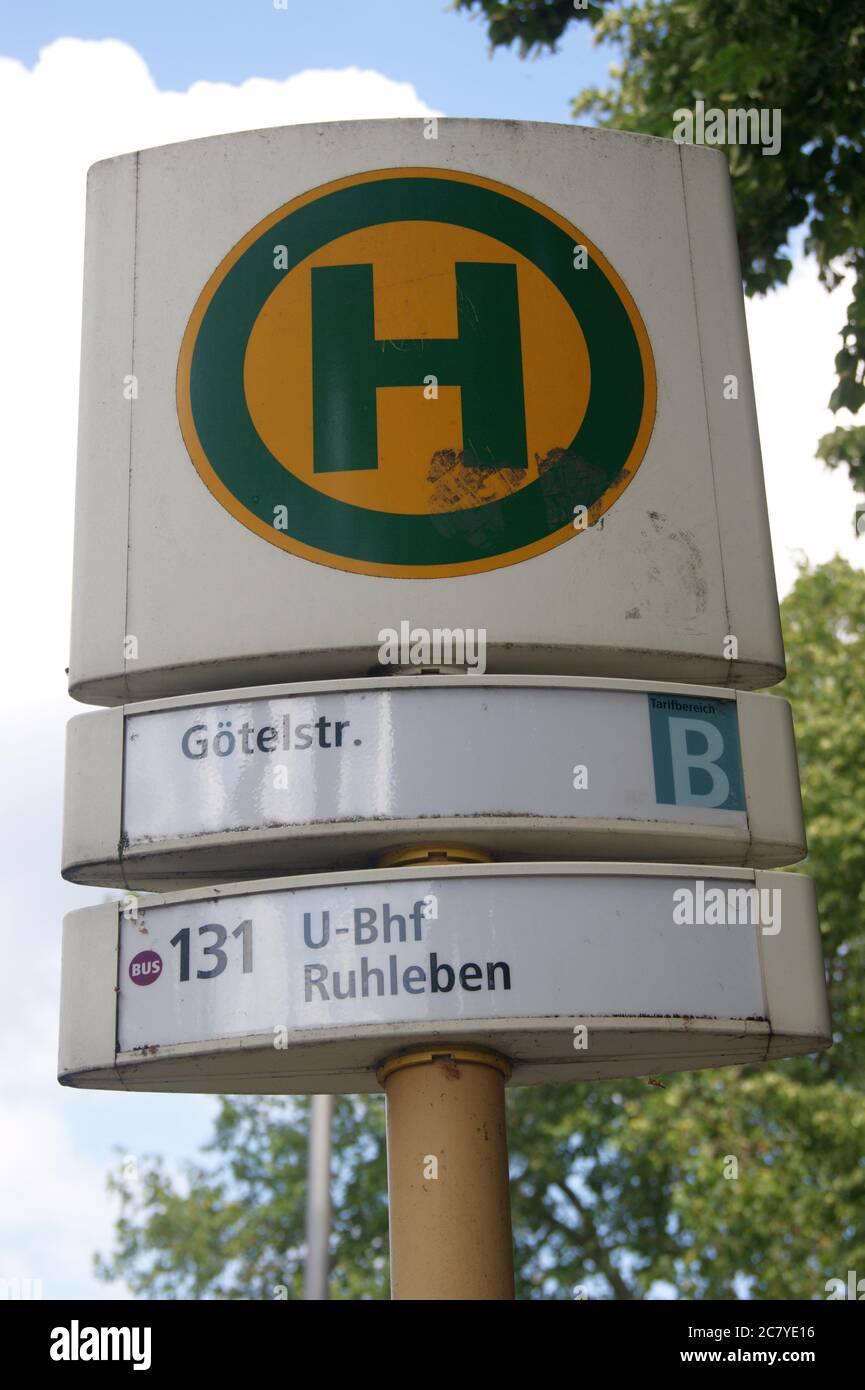 H
Götelstr.
Tarifbereich
B
BUS 131 U-Bhf
Ruhleben
alamy
Image ID: 2C7YE16
www.alamy.com